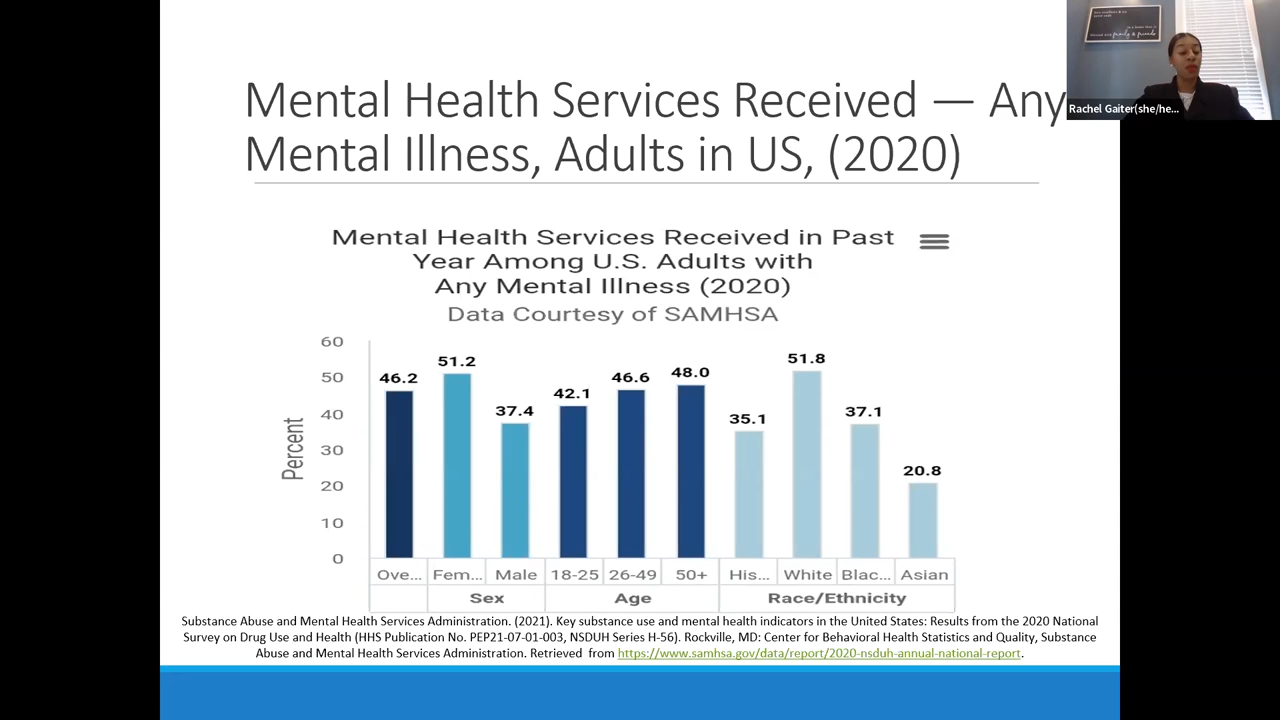 Mental Health Services Received — Any
Mental Illness, Adults in US, (2020)
Rachel Gaiter(she/he...
family & friends
Mental Health Services Received in Past
Year Among U.S. Adults with
Any Mental Illness (2020)
Data Courtesy of SAMHSA
Percent
60
50
40
30
20
10
0
46.2
51.2
37.4
42.1
46.6
48.0
35.1
51.8
37.1
20.8
Ove... Fem... Male 18-25 26-49 50+ His... White Blac... Asian
Sex Age Race/Ethnicity
Substance Abuse and Mental Health Services Administration. (2021). Key substance use and mental health indicators in the United States: Results from the 2020 National
Survey on Drug Use and Health (HHS Publication No. PEP21-07-01-003, NSDUH Series H-56). Rockville, MD: Center for Behavioral Health Statistics and Quality, Substance
Abuse and Mental Health Services Administration. Retrieved from https://www.samhsa.gov/data/report/2020-nsduh-annual-national-report.